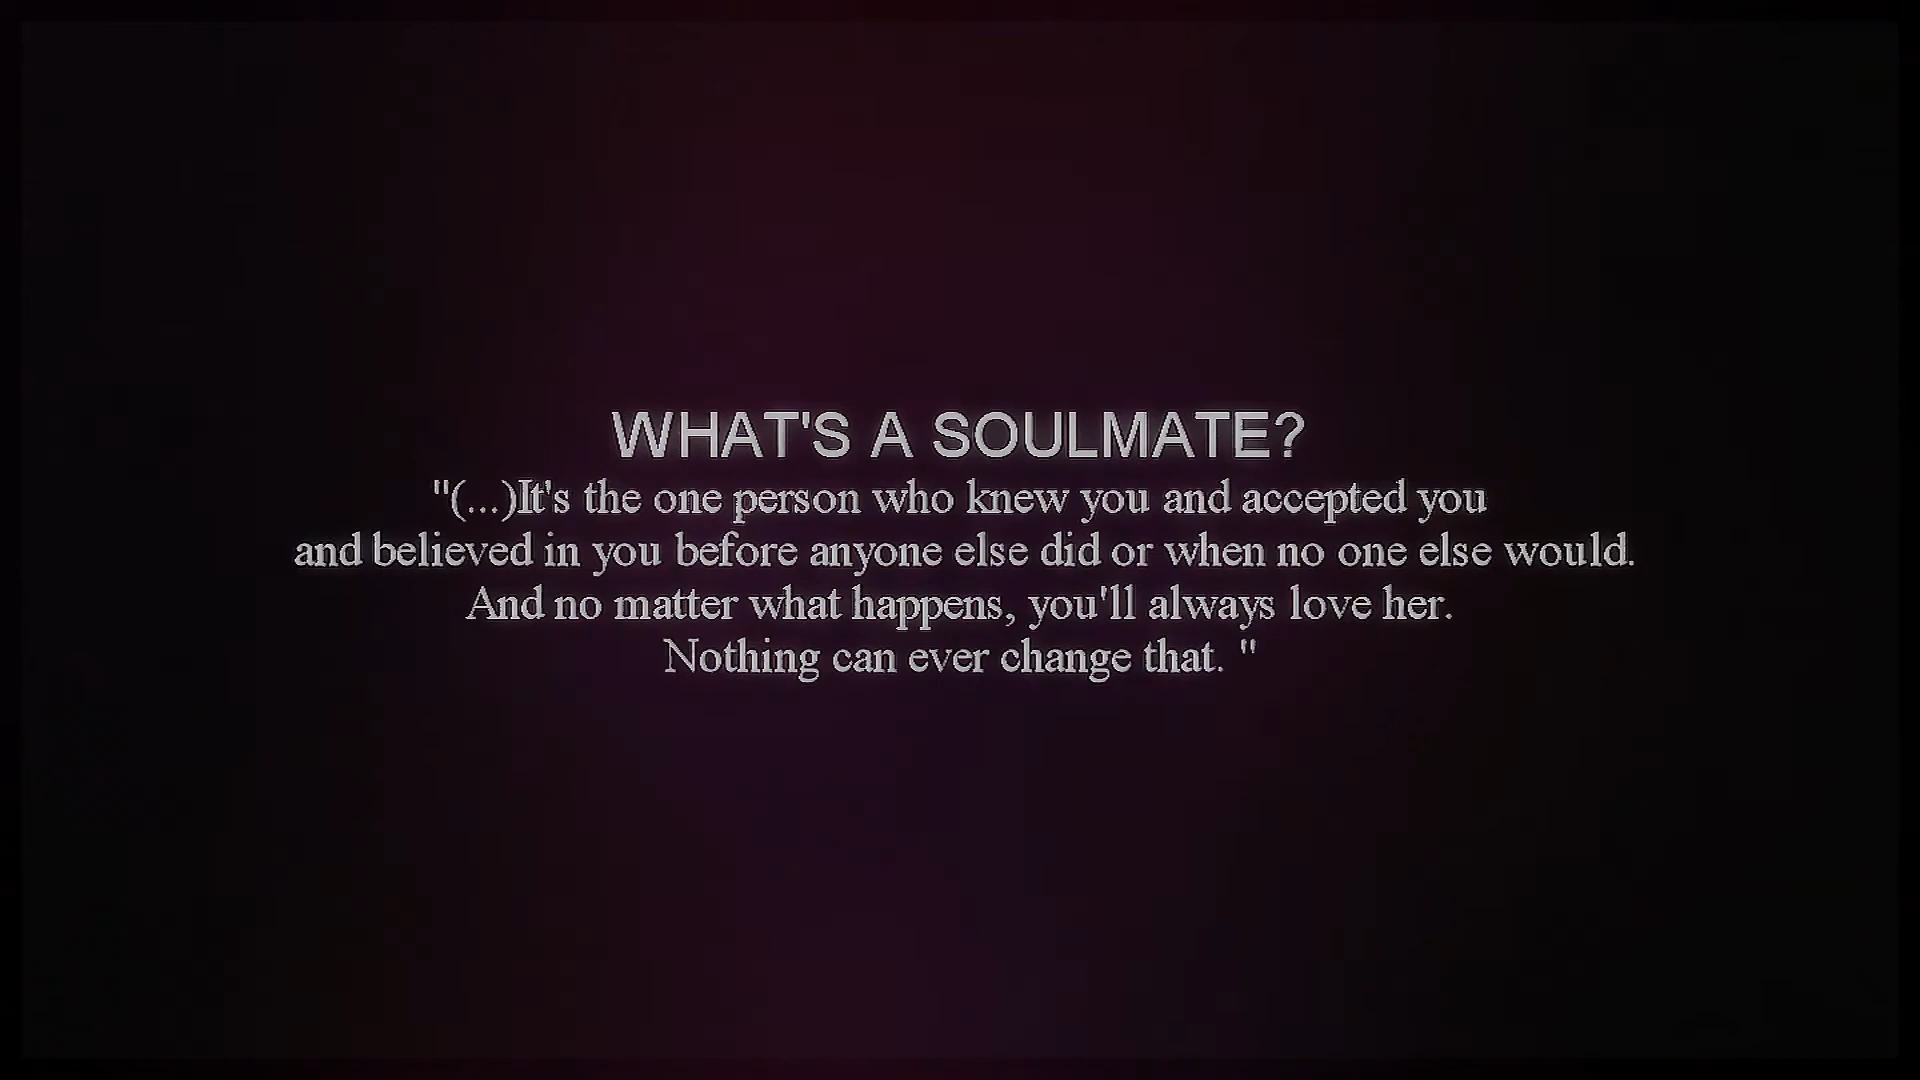 WHAT'S A SOULMATE?
"(...)It's the one person who knew you and accepted you
and believed in you before anyone else did or when no one else would.
And no matter what happens, you'll always love her.
Nothing can ever change that. "